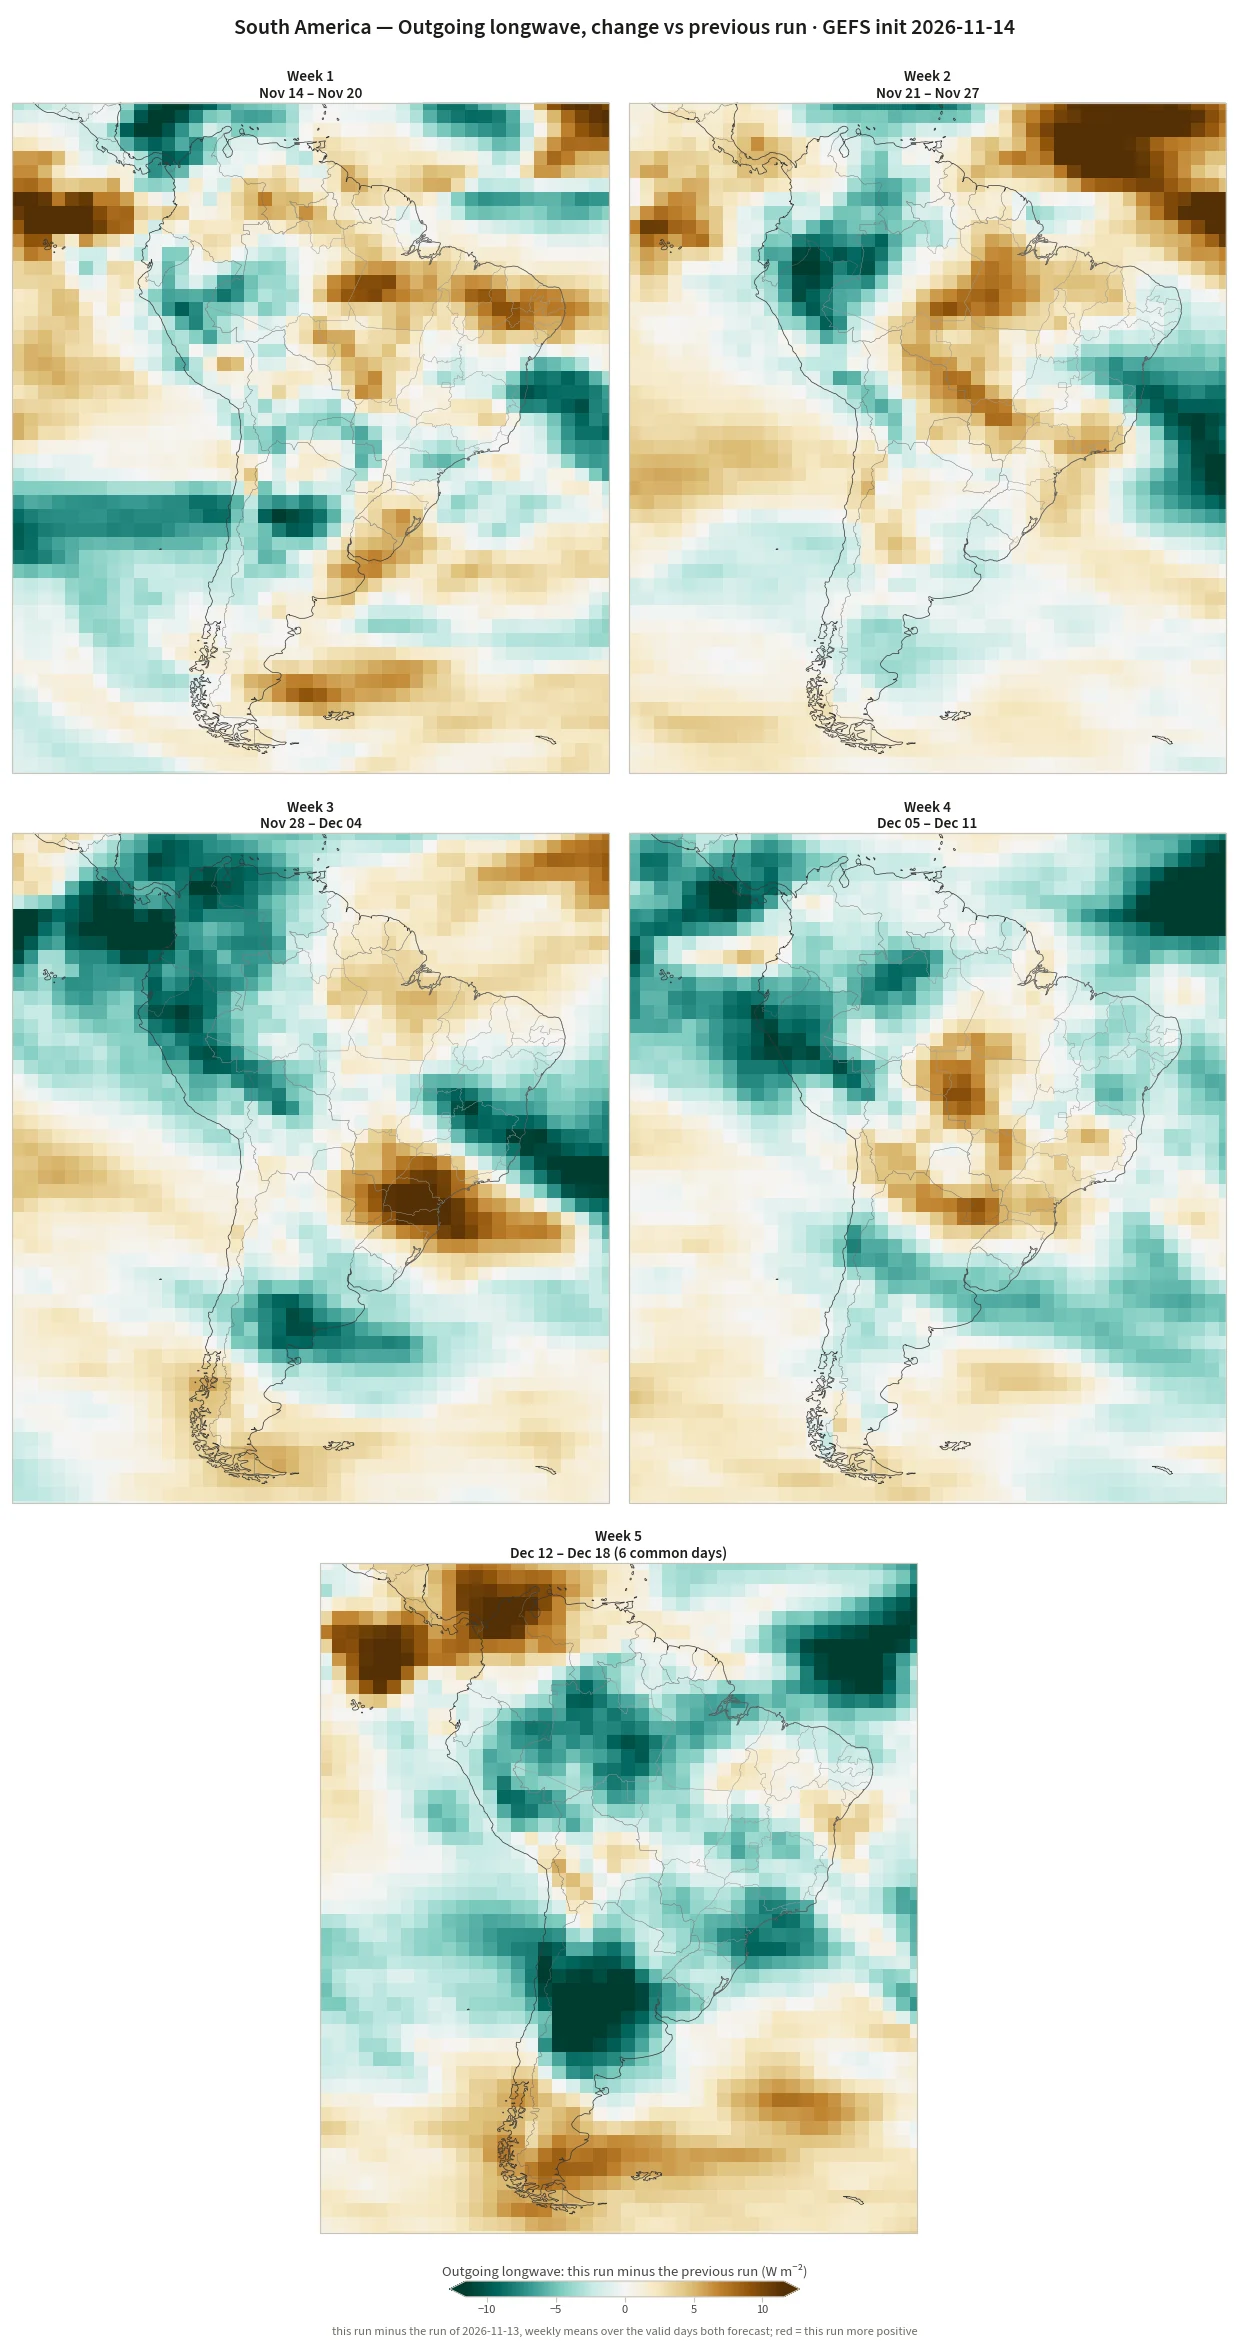 South America — Outgoing longwave, change vs previous run · GEFS init 2026-11-14
Week 1
Nov 14 – Nov 20
Week 2
Nov 21 – Nov 27
Week 3
Nov 28 – Dec 04
Week 4
Dec 05 – Dec 11
Week 5
Dec 12 – Dec 18 (6 common days)
Outgoing longwave: this run minus the previous run (W m⁻²)
−10 −5 0 5 10
this run minus the run of 2026-11-13, weekly means over the valid days both forecast; red = this run more positive